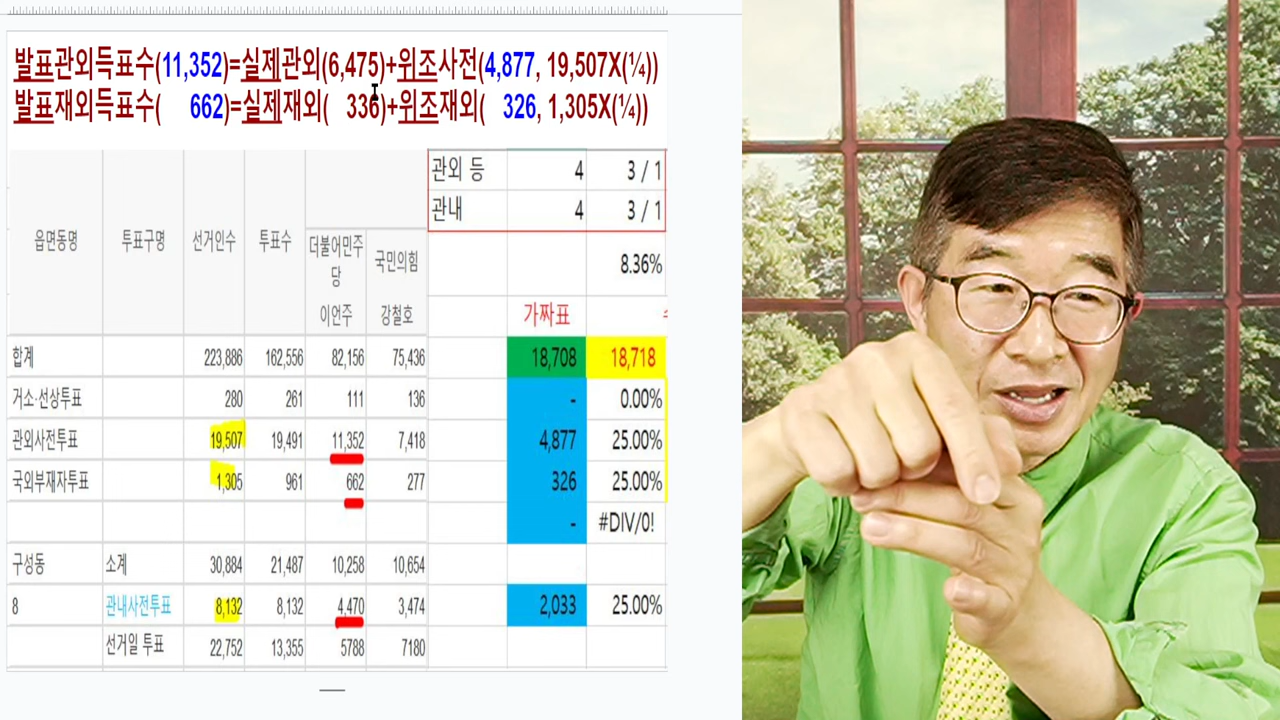 발표관외득표수(11,352)=실제관외(6,475)+위조사전(4,877, 19,507X(¼))
발표재외득표수( 662)=실제재외( 336)+위조재외( 326, 1,305X(¼))
관외 등 4 3 / 1
관내 4 3 / 1
읍면동명 투표구명 선거인수 투표수 더불어민주당 이언주 국민의힘 강철호
8.36%
가짜표
합계 223,886 162,556 82,156 75,436 18,708 18,718
거소·선상투표 280 261 111 136 - 0.00%
관외사전투표 19,507 19,491 11,352 7,418 4,877 25.00%
국외부재자투표 1,305 961 662 277 326 25.00%
- #DIV/0!
구성동 소계 30,884 21,487 10,258 10,654
8 관내사전투표 8,132 8,132 4,470 3,474 2,033 25.00%
선거일 투표 22,752 13,355 5788 7180